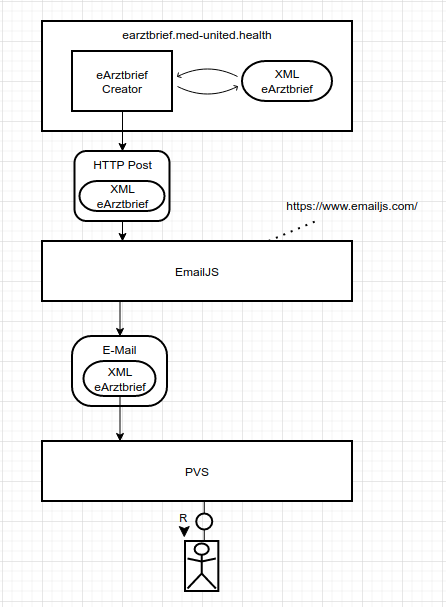 earztbrief.med-united.health
eArztbrief
Creator
XML
eArztbrief
HTTP Post
XML
eArztbrief
https://www.emailjs.com/
EmailJS
E-Mail
XML
eArztbrief
PVS
R